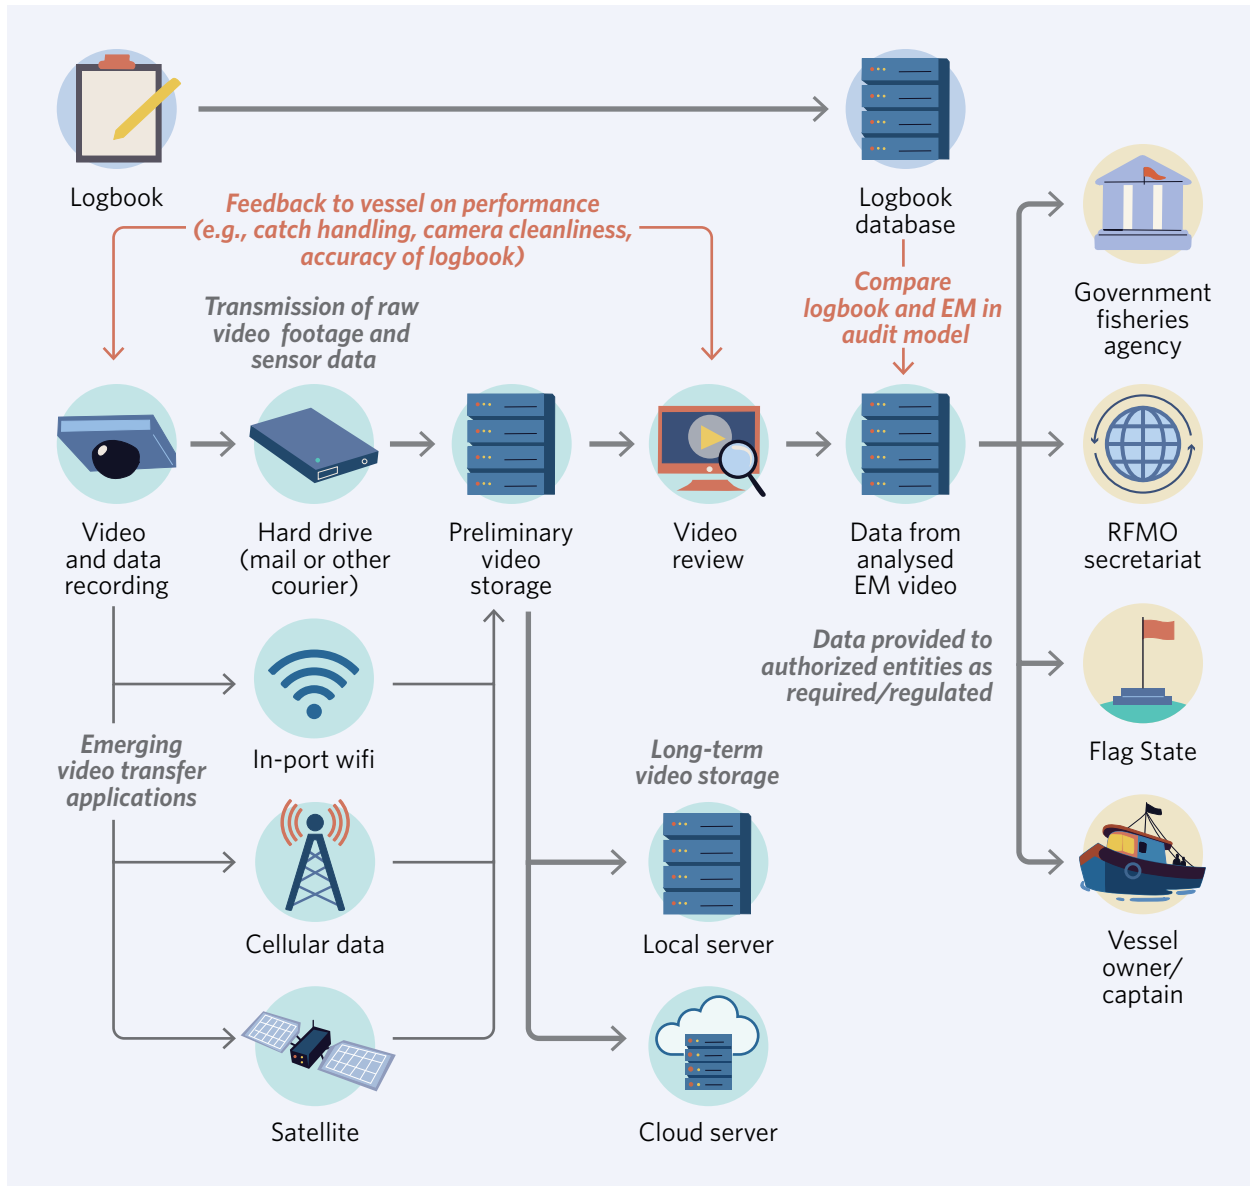 Logbook
Logbook
database
Feedback to vessel on performance
(e.g., catch handling, camera cleanliness,
accuracy of logbook)
Compare
logbook and EM in
audit model
Transmission of raw
video footage and
sensor data
Government
fisheries
agency
Video
and data
recording
Hard drive
(mail or other
courier)
Preliminary
video
storage
Video
review
Data from
analysed
EM video
RFMO
secretariat
Data provided to
authorized entities as
required/regulated
Emerging
video transfer
applications
In-port wifi
Long-term
video storage
Flag State
Cellular data
Local server
Vessel
owner/
captain
Satellite
Cloud server